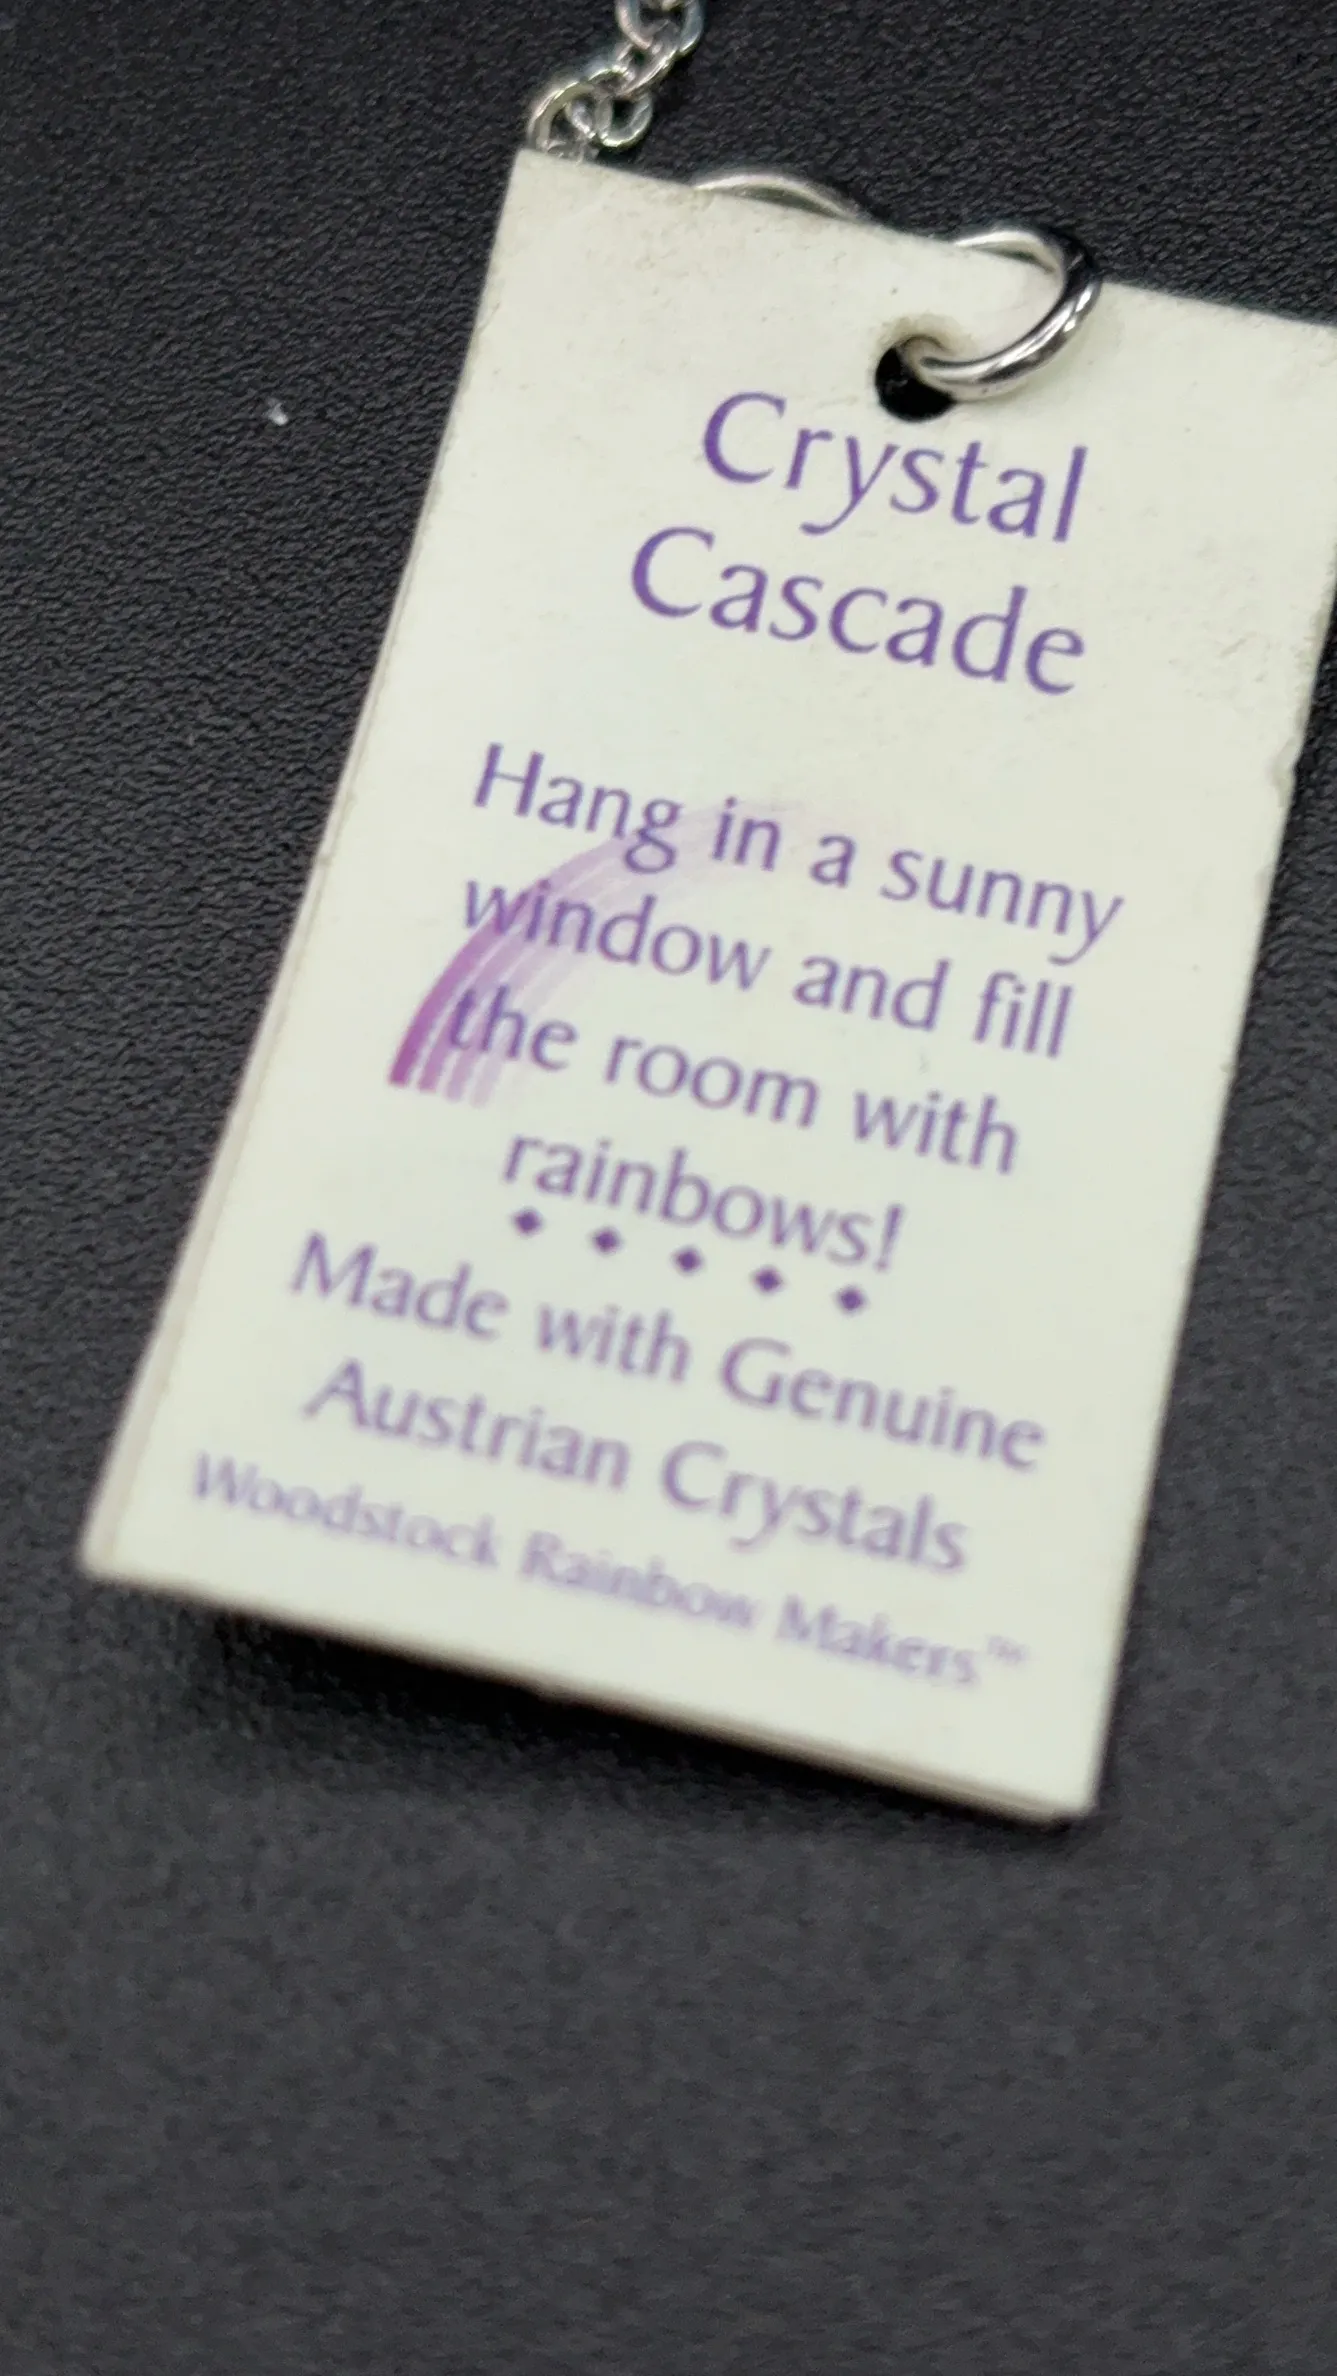 Crystal
Cascade
Hang in a sunny
window and fill
the room with
rainbows!
Made with Genuine
Austrian Crystals
Woodstock Rainbow Makers™